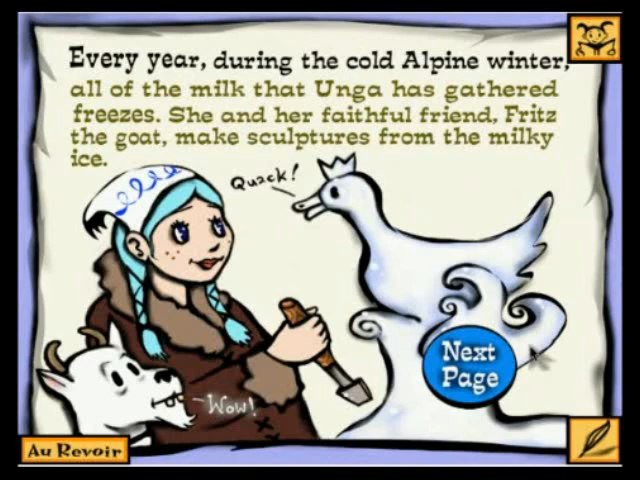 Every year, during the cold Alpine winter,
all of the milk that Unga has gathered
freezes. She and her faithful friend, Fritz
the goat, make sculptures from the milky
ice.
Quack!
Next
Page
Wow!
Au Revoir